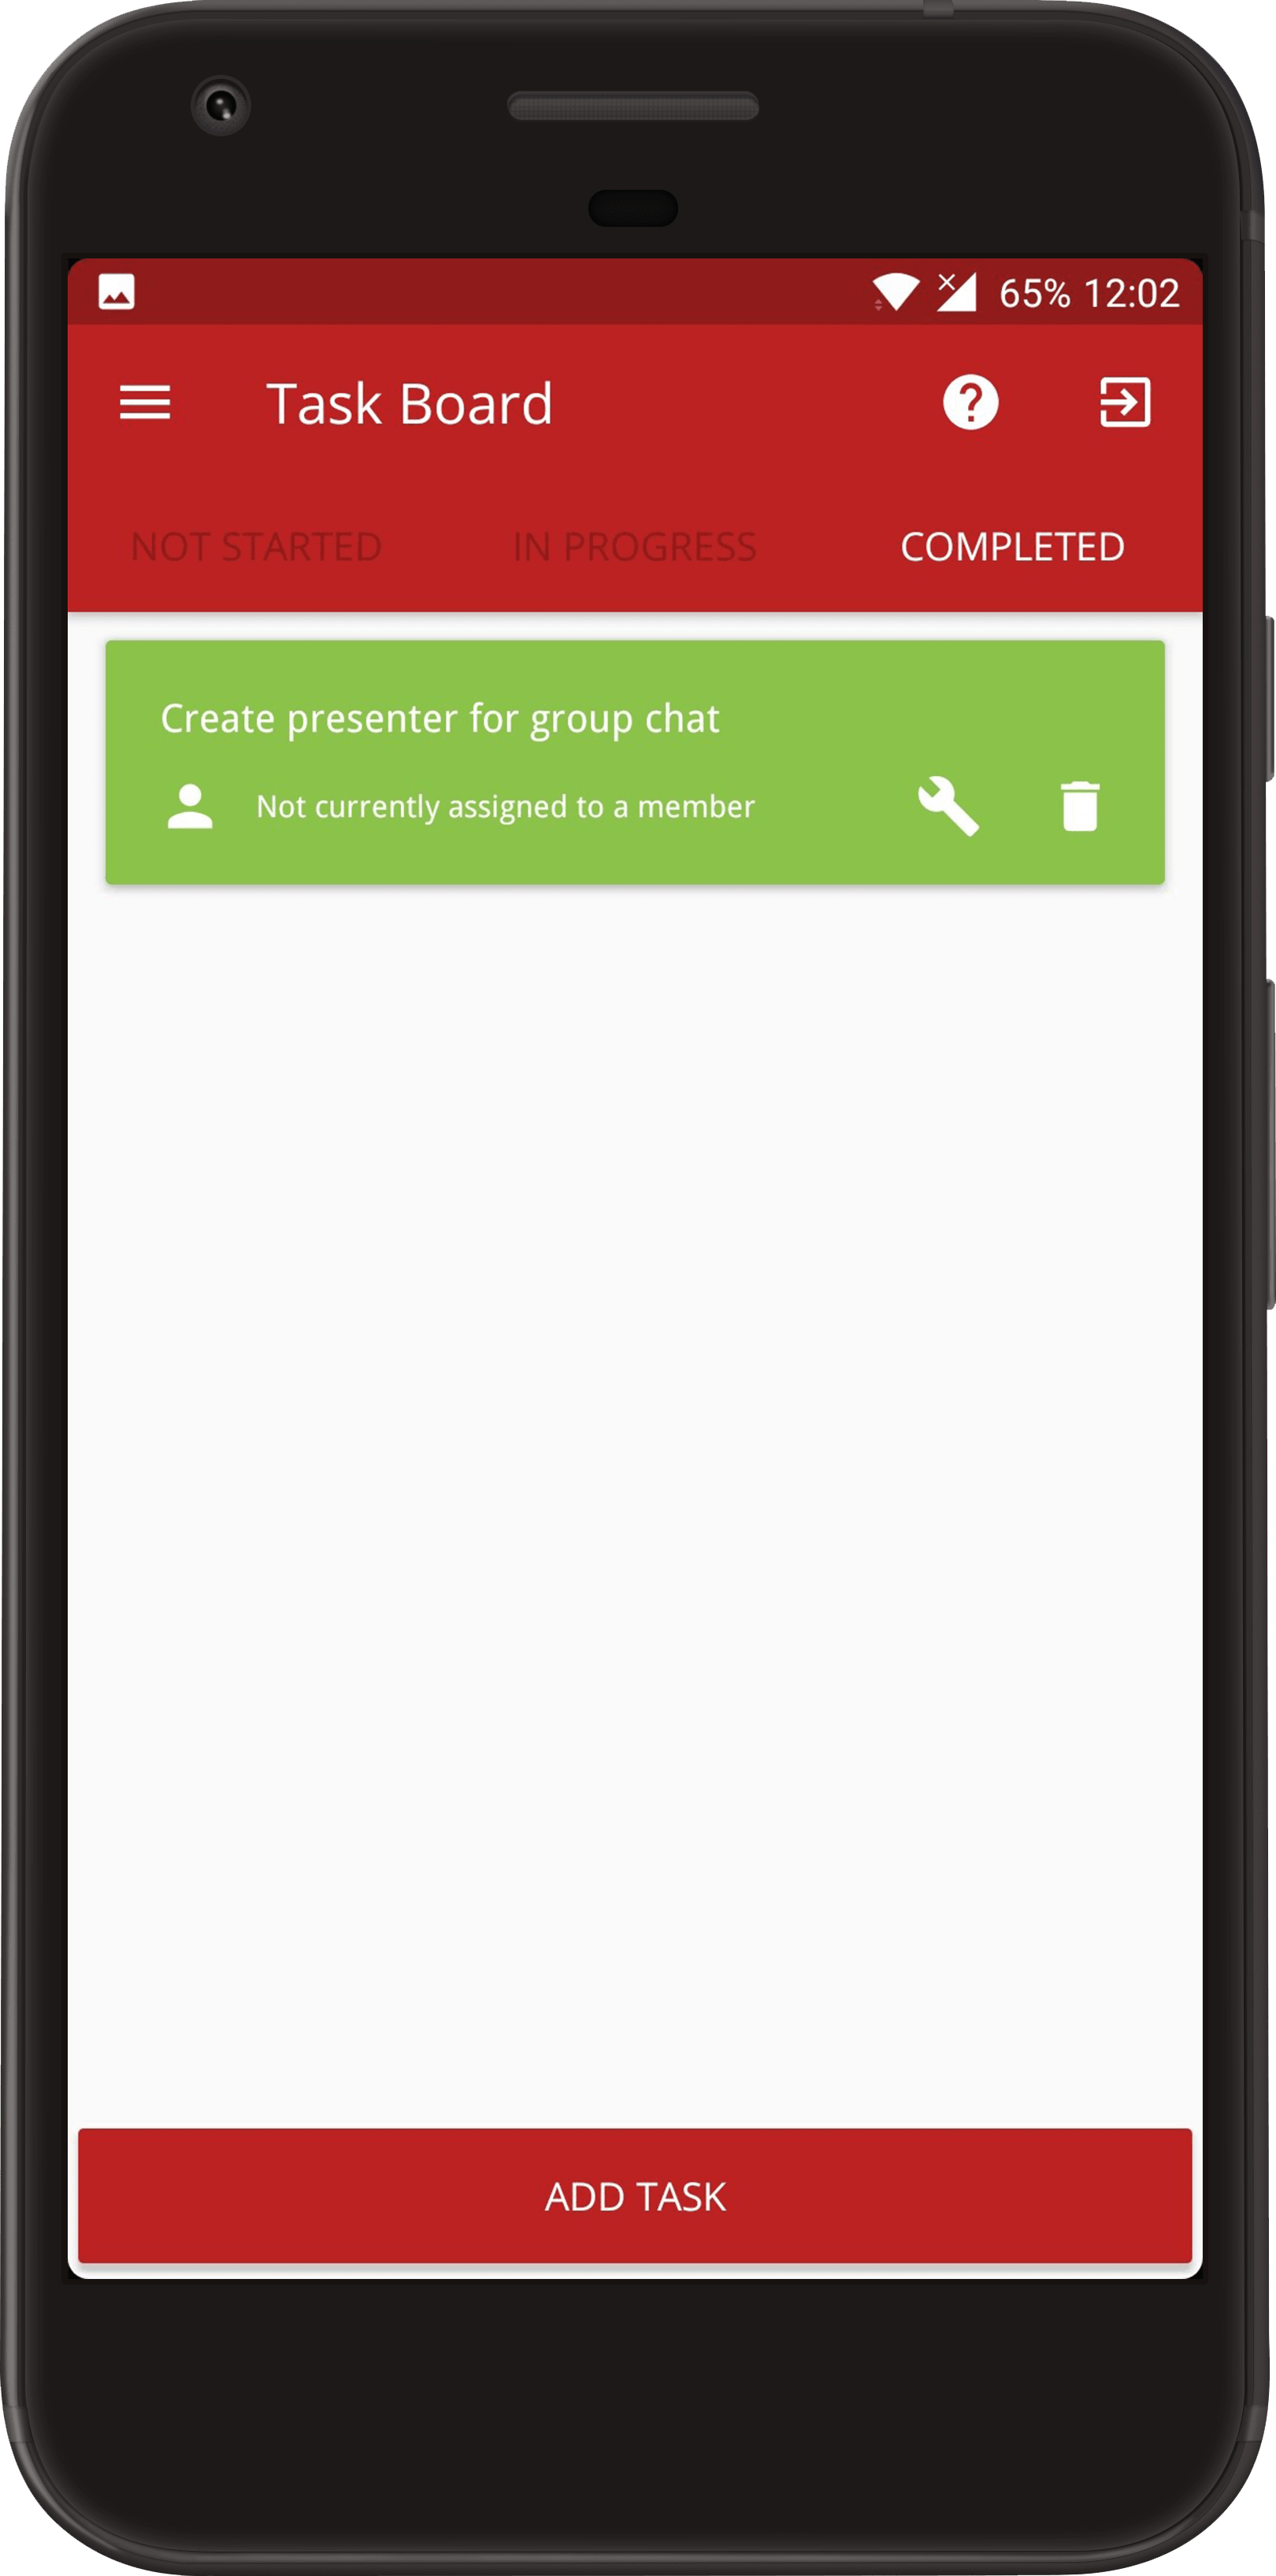 65% 12:02
Task Board
NOT STARTED IN PROGRESS COMPLETED
Create presenter for group chat
Not currently assigned to a member
ADD TASK